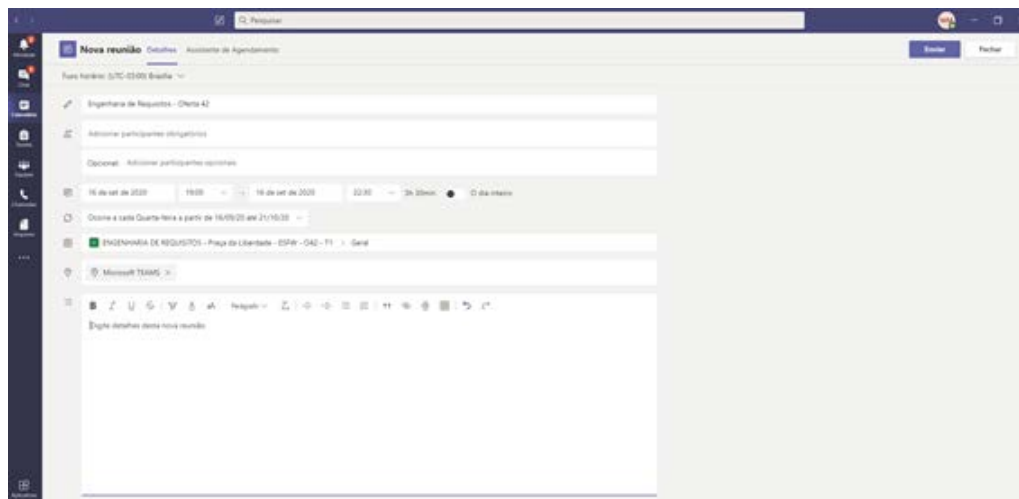 Pesquisar
Nova reunião Detalhes Assistente de Agendamento
Enviar Fechar
Fuso horário: (UTC-03:00) Brasília
Chat
Engenharia de Requisitos - Oferta 42
Adicionar participantes obrigatórios
Opcional: Adicionar participantes opcionais
16 de set de 2020 19:00 → 16 de set de 2020 22:30 3h 30min O dia inteiro
Ocorre a cada Quarta-feira a partir de 16/09/20 até 21/10/20
ENGENHARIA DE REQUISITOS - Praça da Liberdade - ESFW - O42 - T1 > Geral
Microsoft TEAMS ×
B I U S Parágrafo
Digite detalhes desta nova reunião